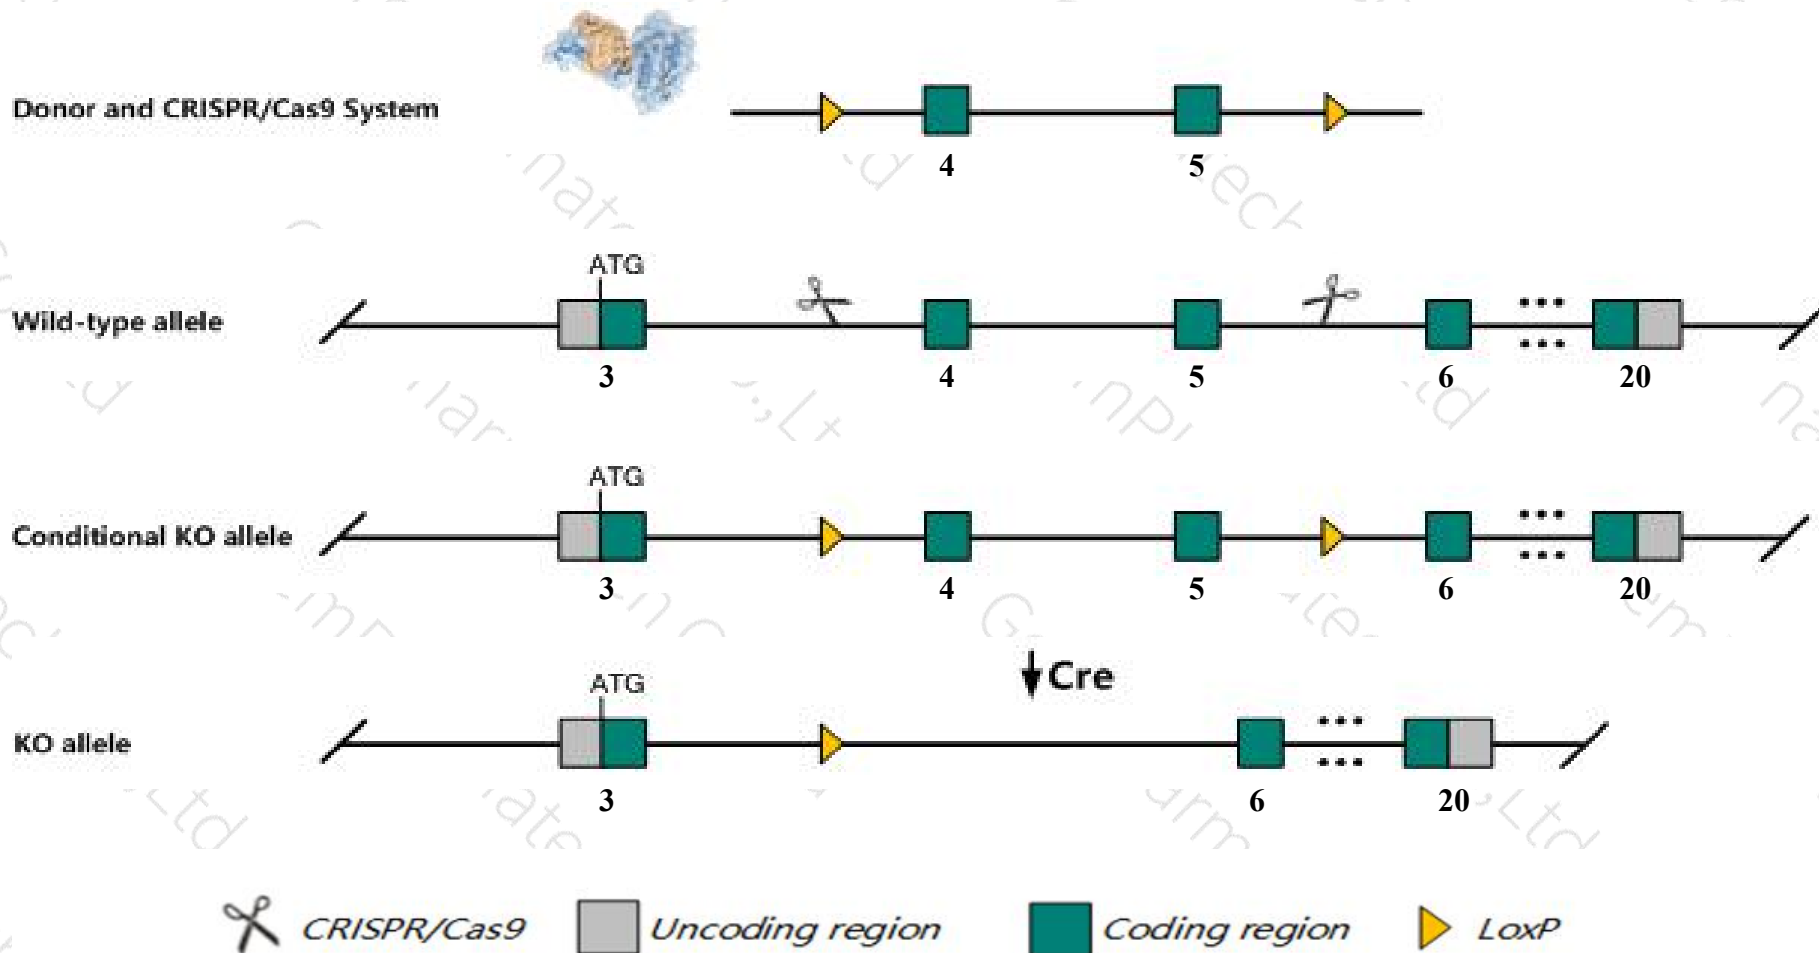 Donor and CRISPR/Cas9 System
4 5
ATG
Wild-type allele
3 4 5 6 20
ATG
Conditional KO allele
3 4 5 6 20
Cre
ATG
KO allele
3 6 20
CRISPR/Cas9 Uncoding region Coding region LoxP